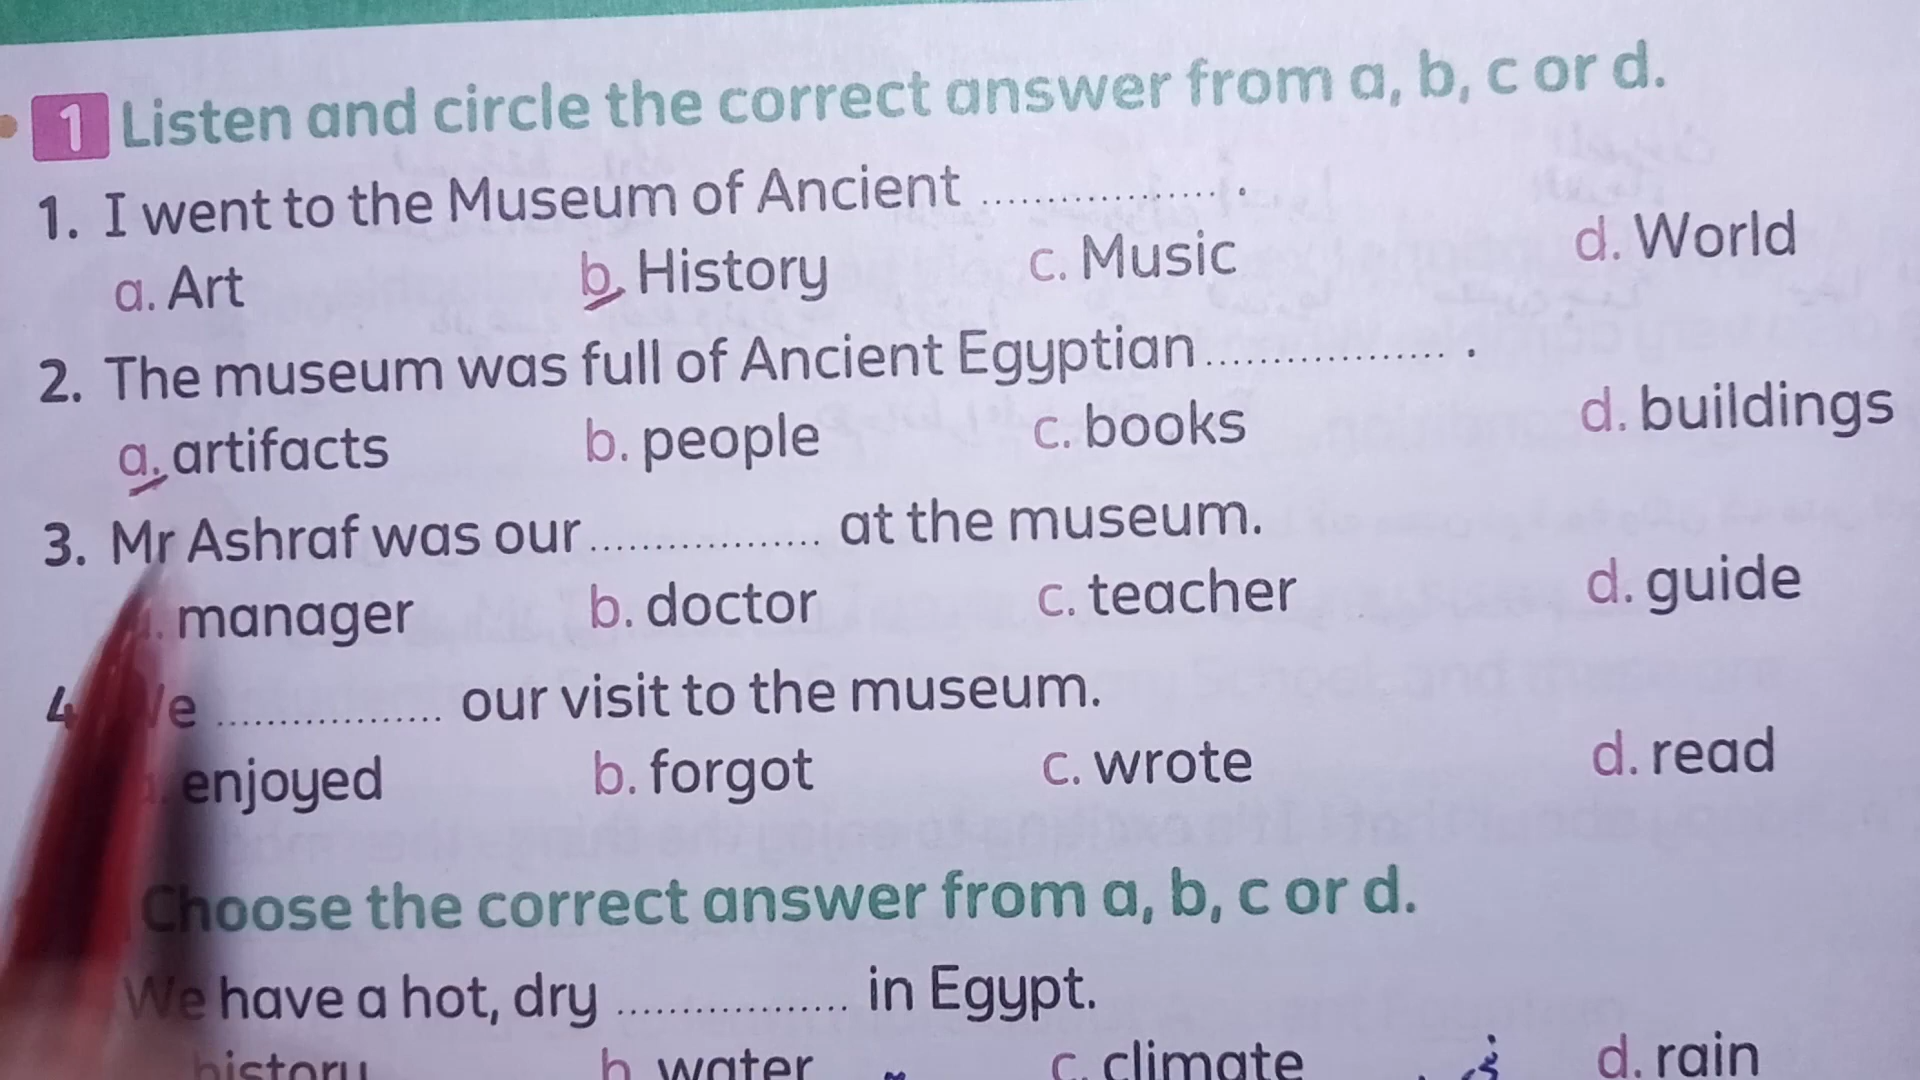 1 Listen and circle the correct answer from a, b, c or d.
1. I went to the Museum of Ancient ................ .
a. Art b. History c. Music d. World
2. The museum was full of Ancient Egyptian ................ .
a. artifacts b. people c. books d. buildings
3. Mr Ashraf was our ................ at the museum.
manager b. doctor c. teacher d. guide
4 ................ our visit to the museum.
enjoyed b. forgot c. wrote d. read
Choose the correct answer from a, b, c or d.
We have a hot, dry ................ in Egypt.
history b water c. climate d. rain